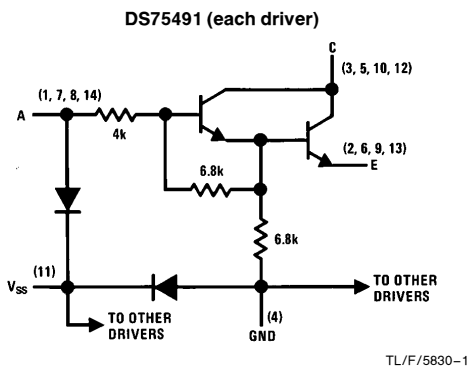 DS75491 (each driver)
C
(3, 5, 10, 12)
(1, 7, 8, 14)
A
4k
(2, 6, 9, 13)
E
6.8k
6.8k
(11)
VSS
TO OTHER
DRIVERS
TO OTHER
DRIVERS
(4)
GND
TL/F/5830–1